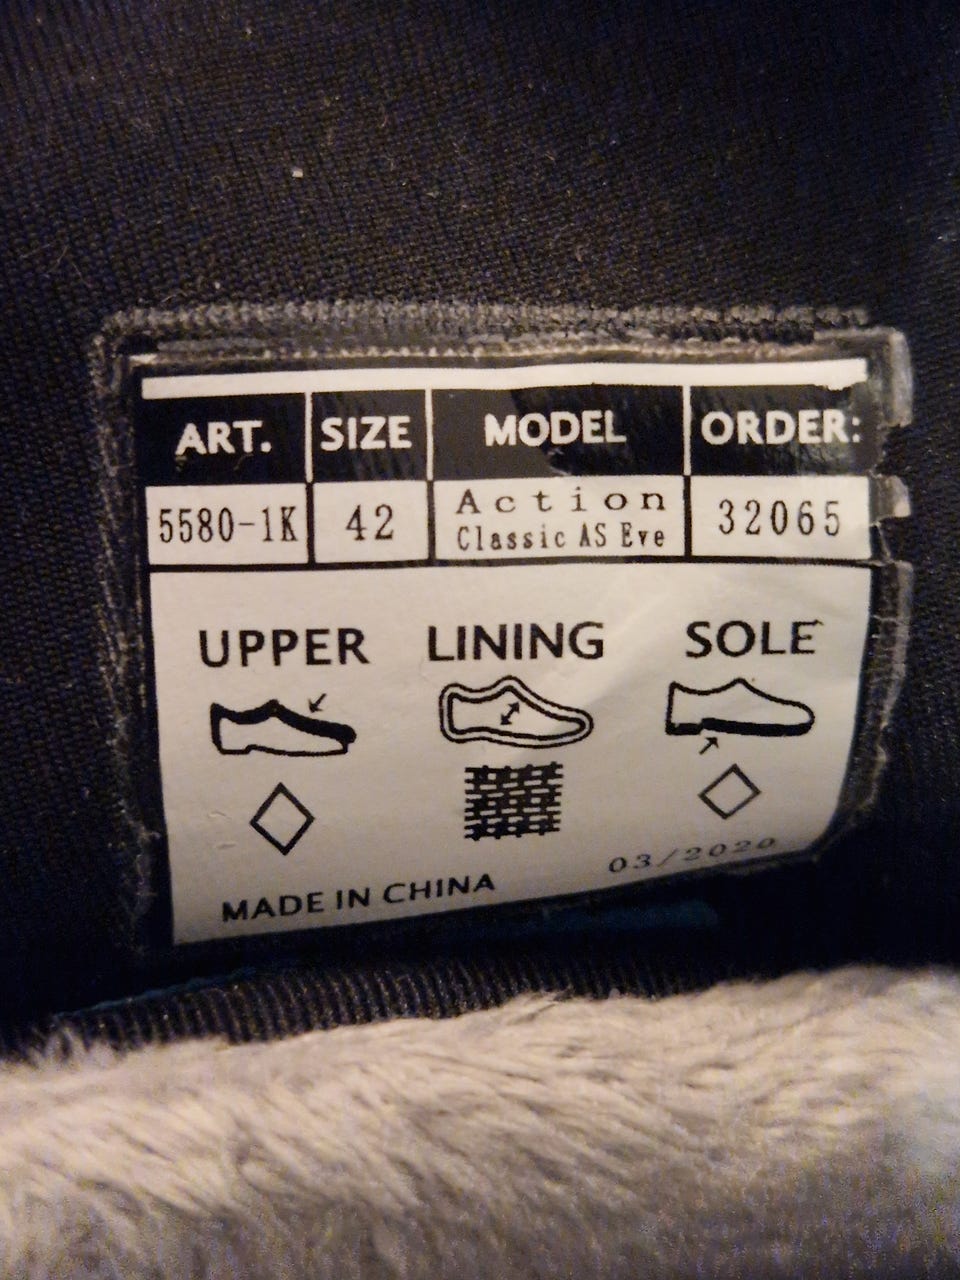 ART. SIZE MODEL ORDER:
5580-1K 42 Action Classic AS Eve 32065
UPPER LINING SOLE
03/2020
MADE IN CHINA